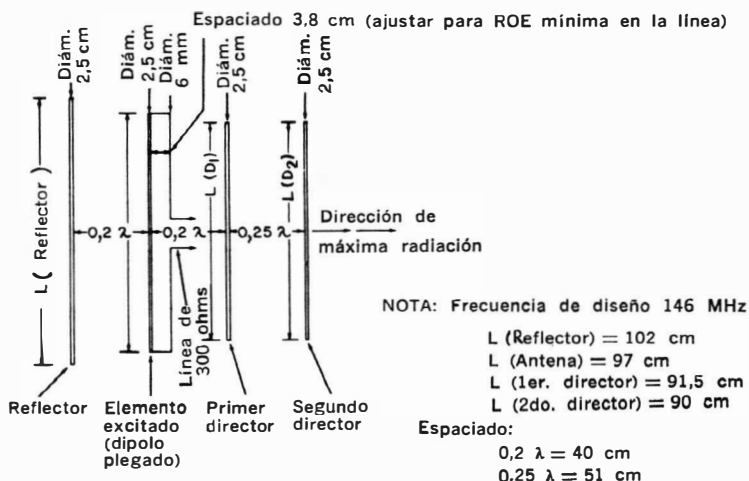 Espaciado 3,8 cm (ajustar para ROE mínima en la línea)
Diám.
2,5 cm
Diám.
2,5 cm
Diám.
6 mm
Diám.
2,5 cm
Diám.
2,5 cm
L ( Reflector )
0,2 λ
0,2 λ
L (D₁)
0,25 λ
L (D₂)
Dirección de
máxima radiación
Línea de
300 ohms
Reflector
Elemento
excitado
(dipolo
plegado)
Primer
director
Segundo
director
NOTA: Frecuencia de diseño 146 MHz
L (Reflector) = 102 cm
L (Antena) = 97 cm
L (1er. director) = 91,5 cm
L (2do. director) = 90 cm
Espaciado:
0,2 λ = 40 cm
0,25 λ = 51 cm